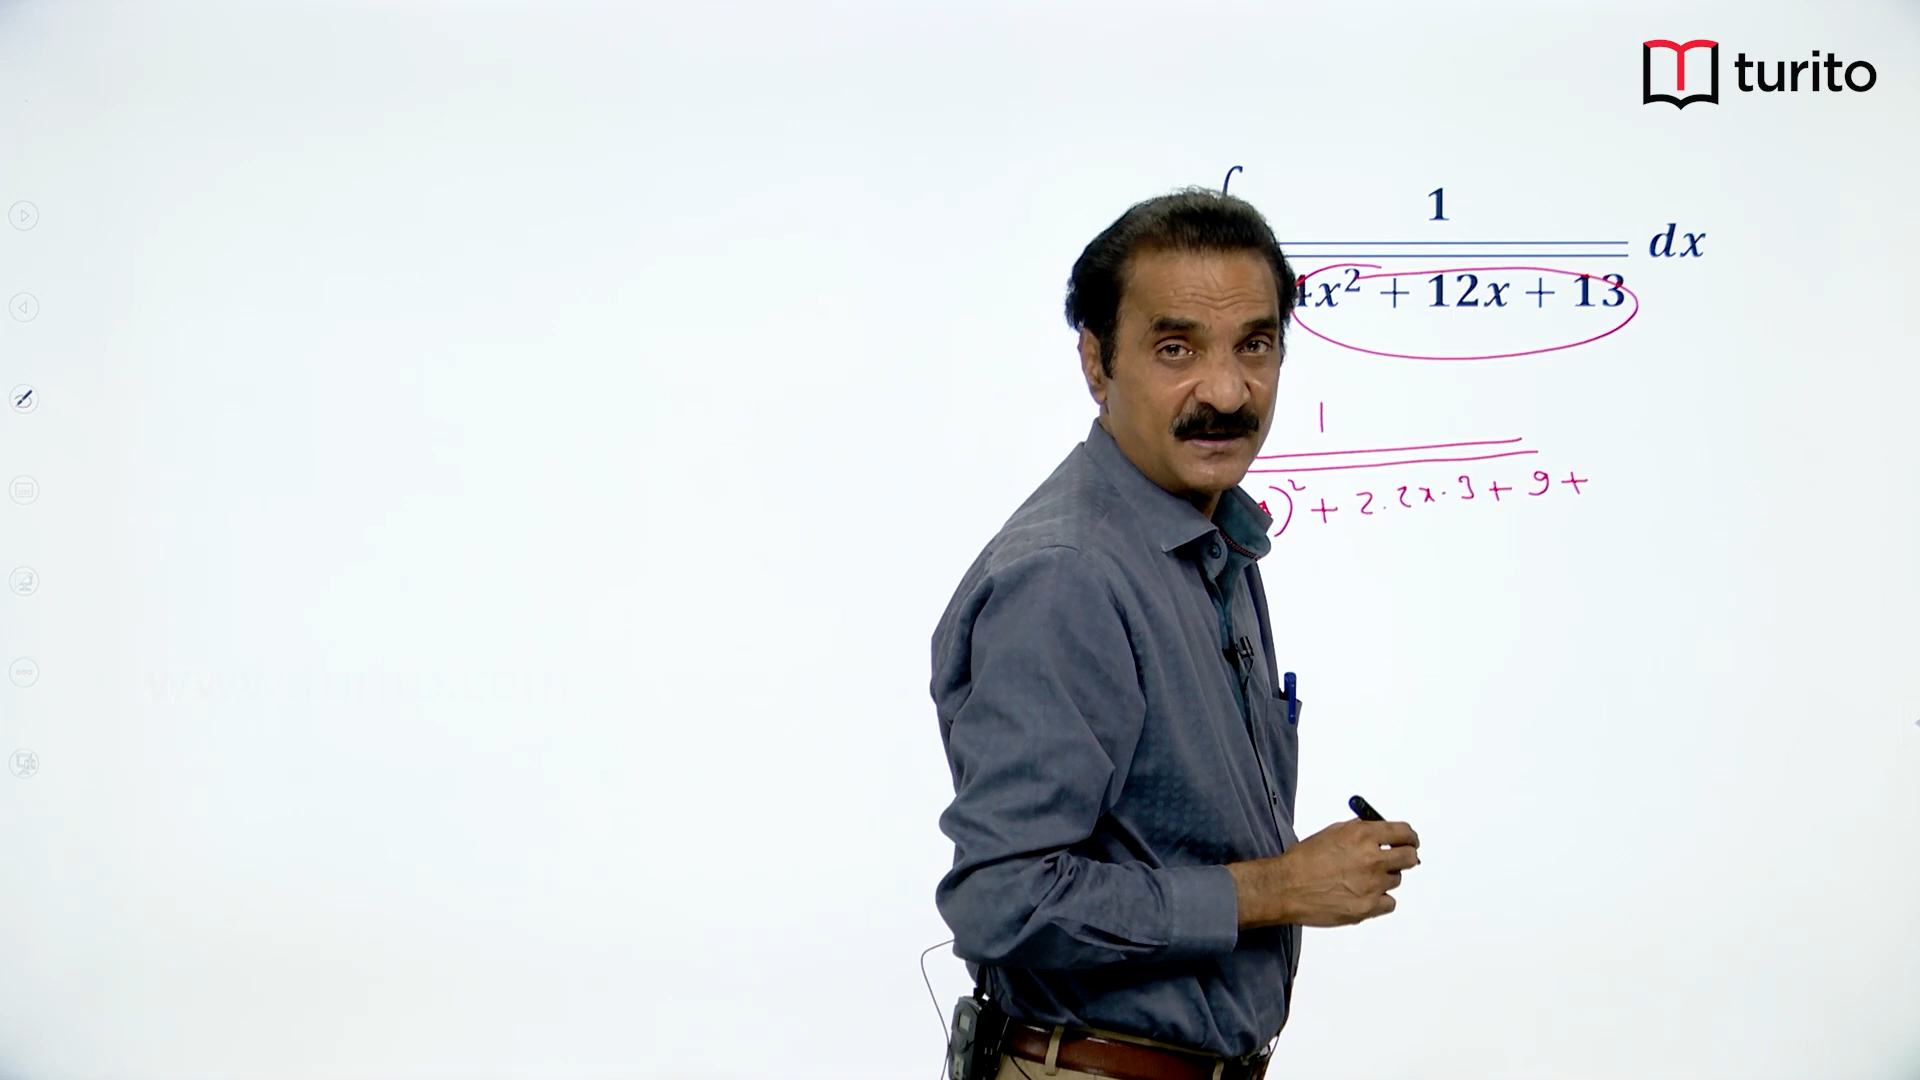 turito
∫ 1
dx
4x² + 12x + 13
1
)² + 2.2x.3 + 9 +